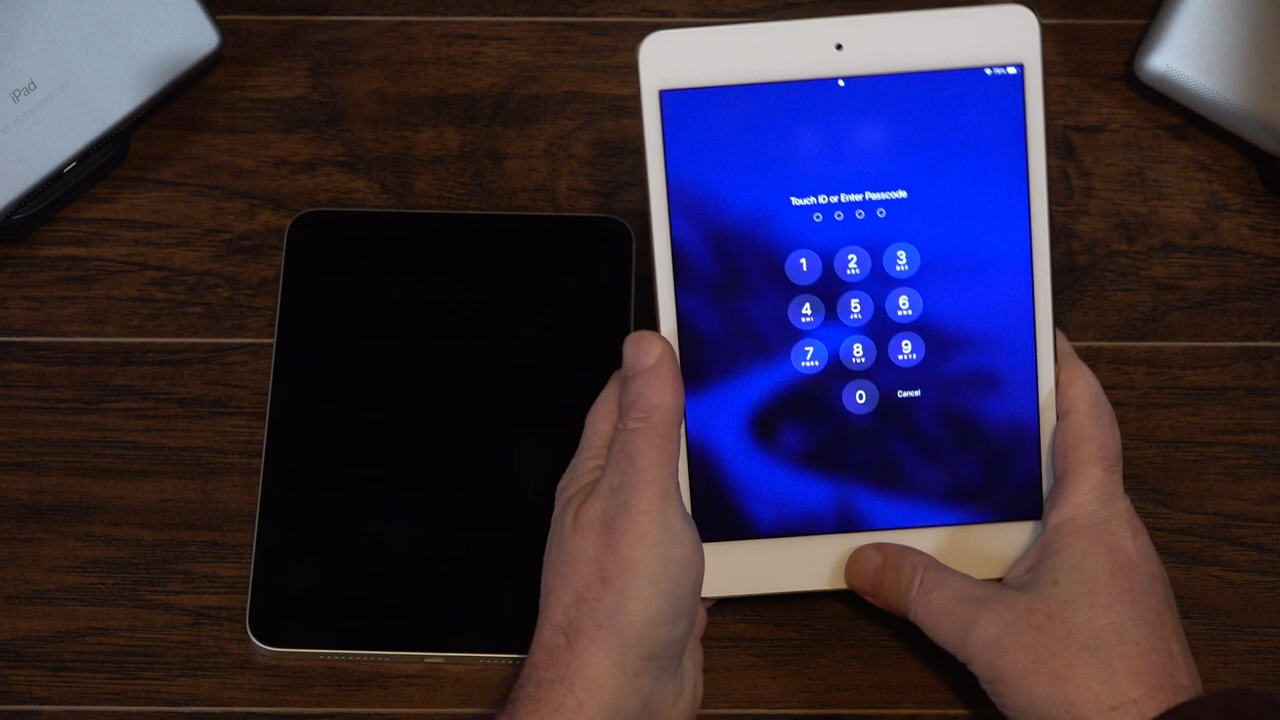 iPad
76%
Touch ID or Enter Passcode
1 2 3
ABC DEF
4 5 6
GHI JKL MNO
7 8 9
PQRS TUV WXYZ
0 Cancel